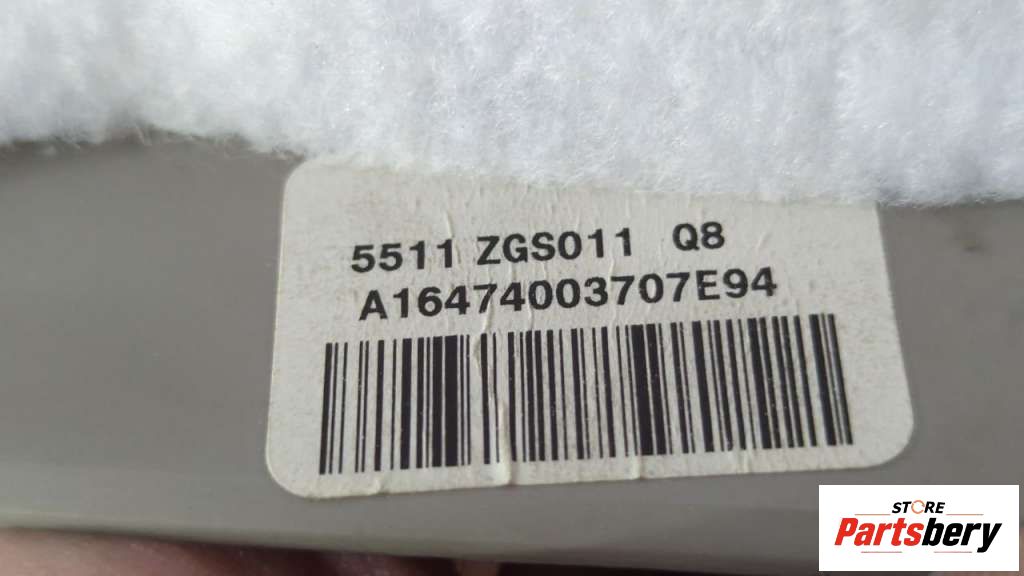 5511 ZGS011 Q8
A16474003707E94
STORE
Partsbery